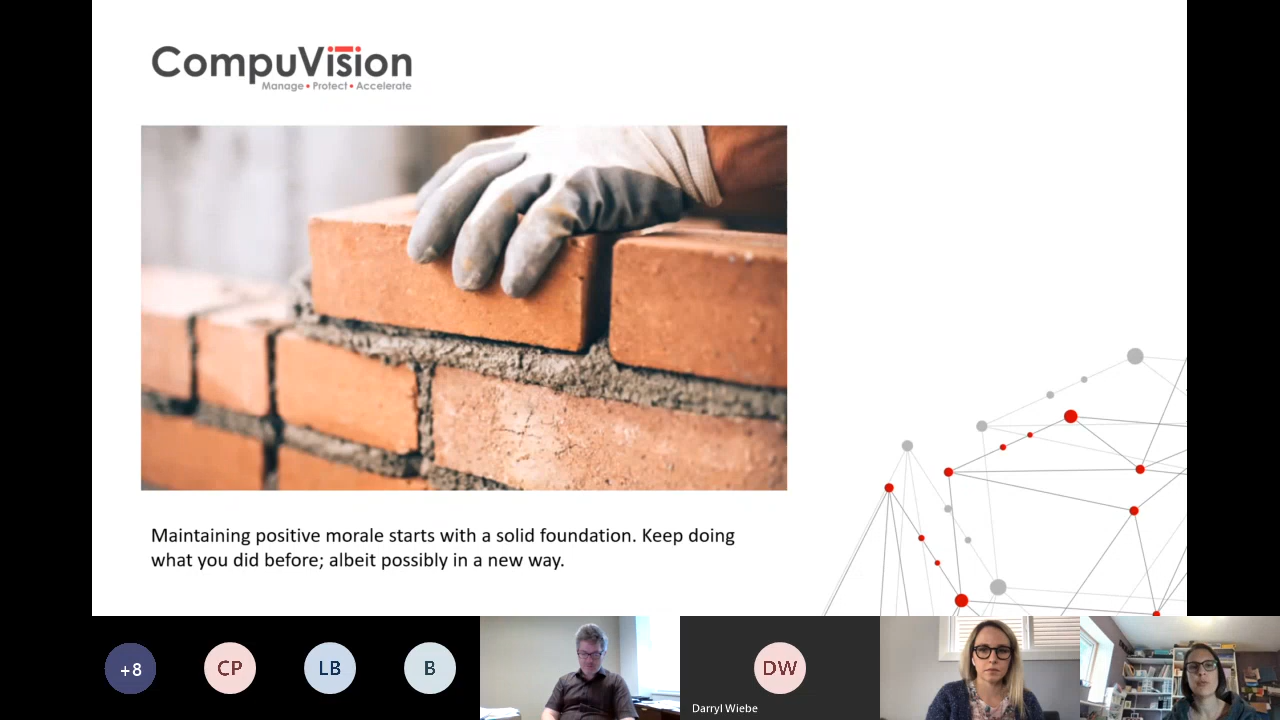 CompuVision
Manage • Protect • Accelerate
Maintaining positive morale starts with a solid foundation. Keep doing
what you did before; albeit possibly in a new way.
+8
CP
LB
B
DW
Darryl Wiebe